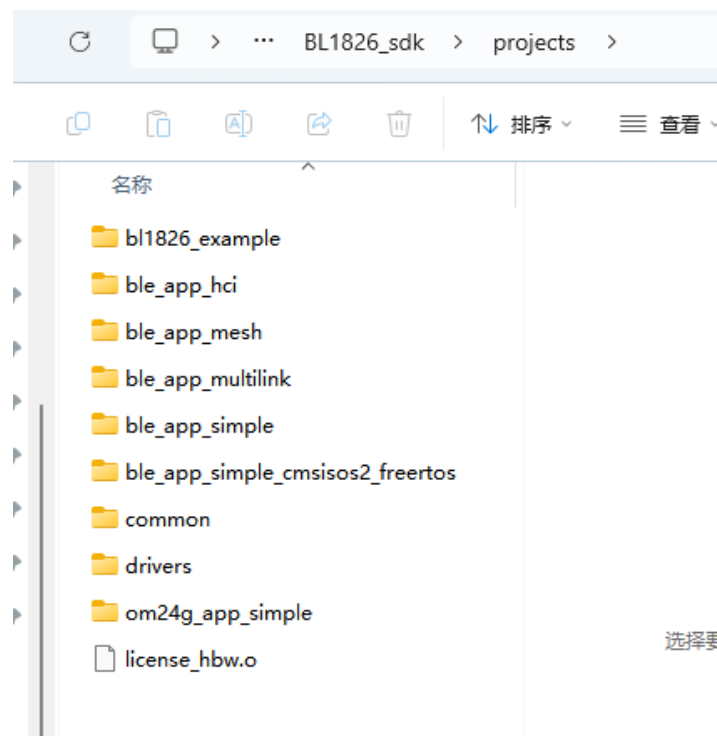 BL1826_sdk > projects >
排序 查看
名称
bl1826_example
ble_app_hci
ble_app_mesh
ble_app_multilink
ble_app_simple
ble_app_simple_cmsisos2_freertos
common
drivers
om24g_app_simple
license_hbw.o
选择要